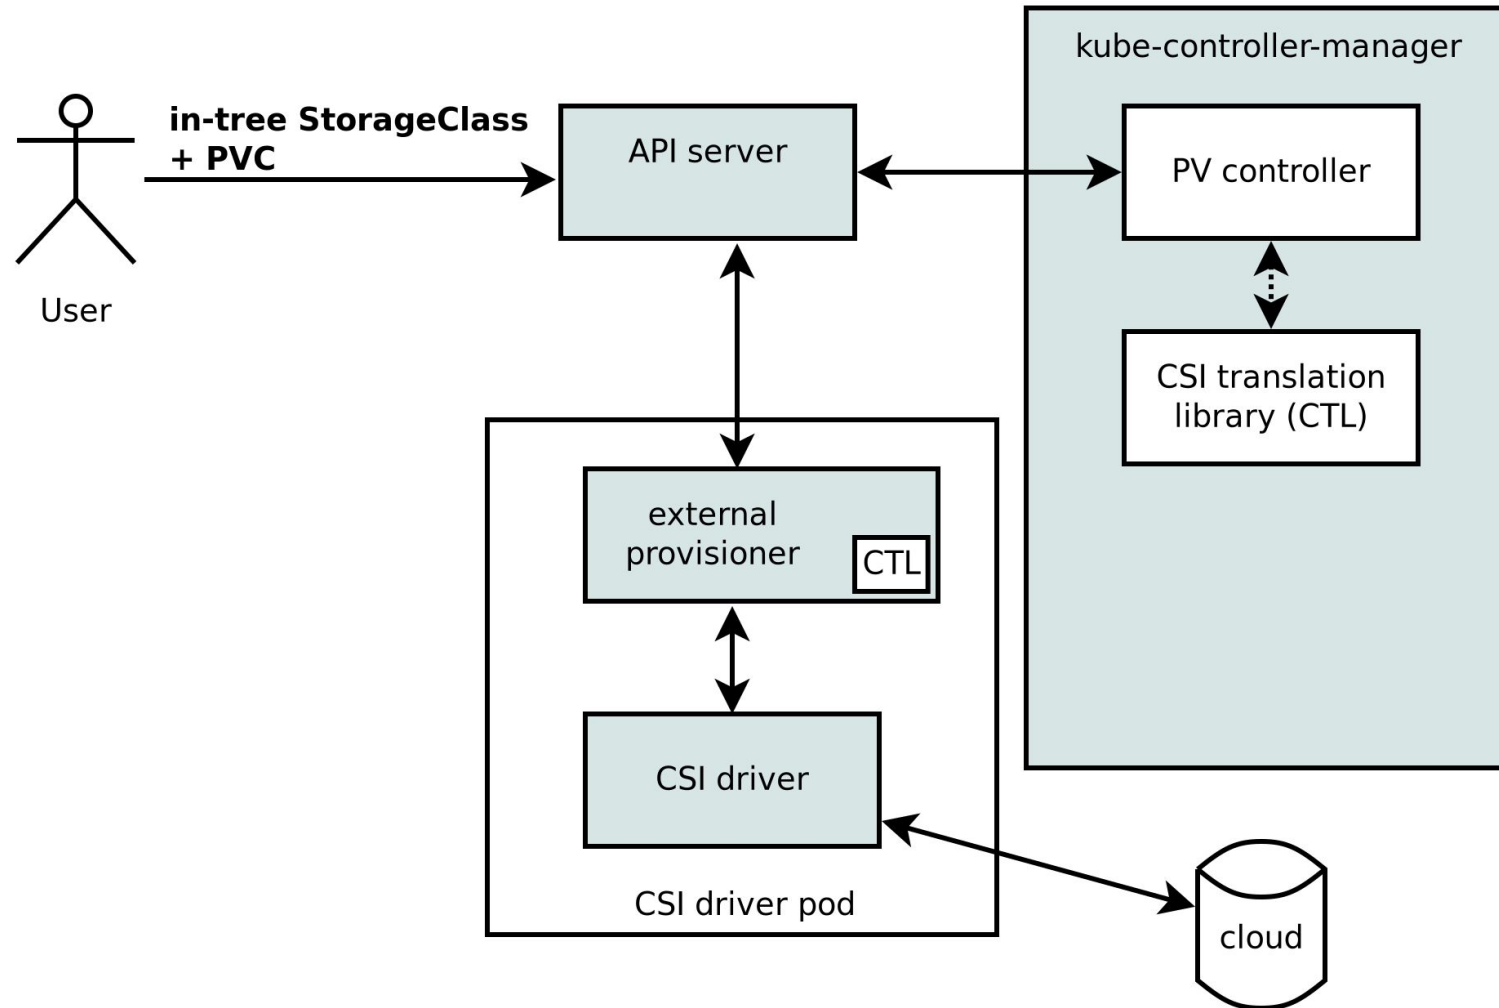 kube-controller-manager
in-tree StorageClass
+ PVC
API server
PV controller
User
CSI translation
library (CTL)
external
provisioner
CTL
CSI driver
CSI driver pod
cloud